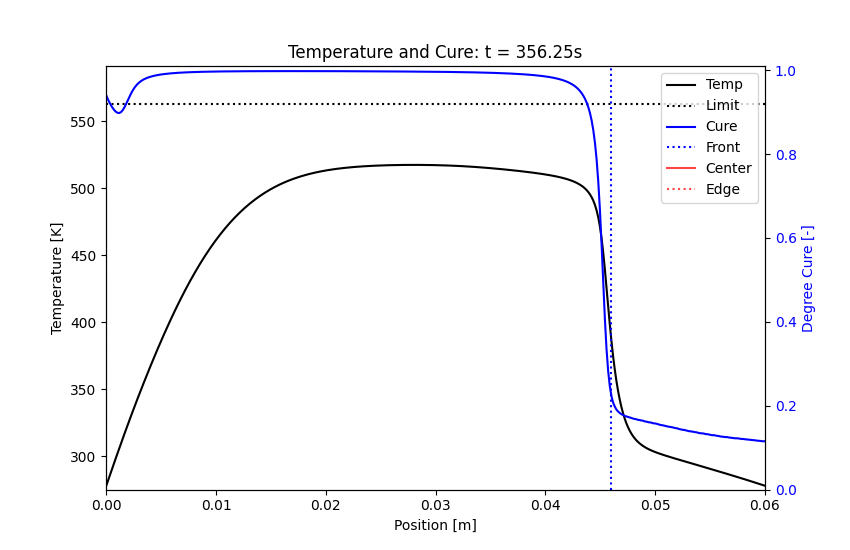 Temperature and Cure: t = 356.25s
Temperature [K]
550
500
450
400
350
300
Temp
Limit
Cure
Front
Center
Edge
1.0
0.8
0.6
0.4
0.2
0.0
Degree Cure [-]
0.00
0.01
0.02
0.03
0.04
0.05
0.06
Position [m]